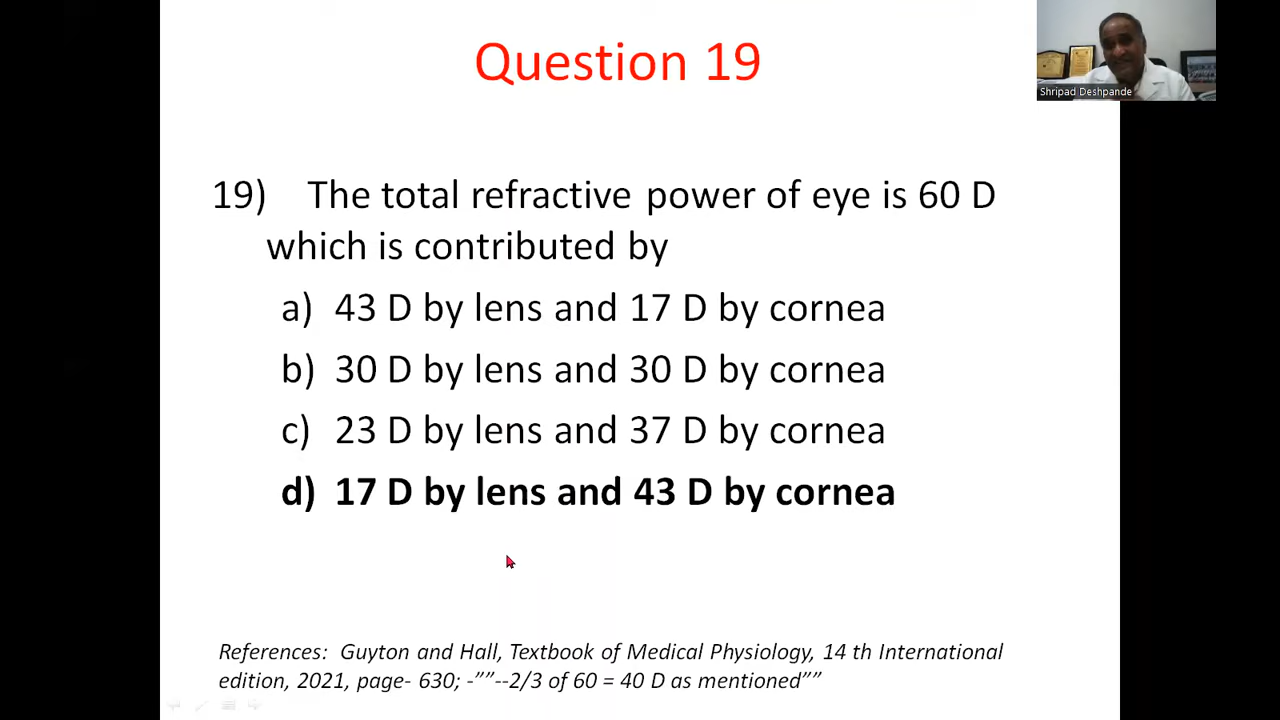 Question 19
Shripad Deshpande
19) The total refractive power of eye is 60 D
which is contributed by
a) 43 D by lens and 17 D by cornea
b) 30 D by lens and 30 D by cornea
c) 23 D by lens and 37 D by cornea
d) 17 D by lens and 43 D by cornea
References: Guyton and Hall, Textbook of Medical Physiology, 14 th International
edition, 2021, page- 630; -””--2/3 of 60 = 40 D as mentioned””